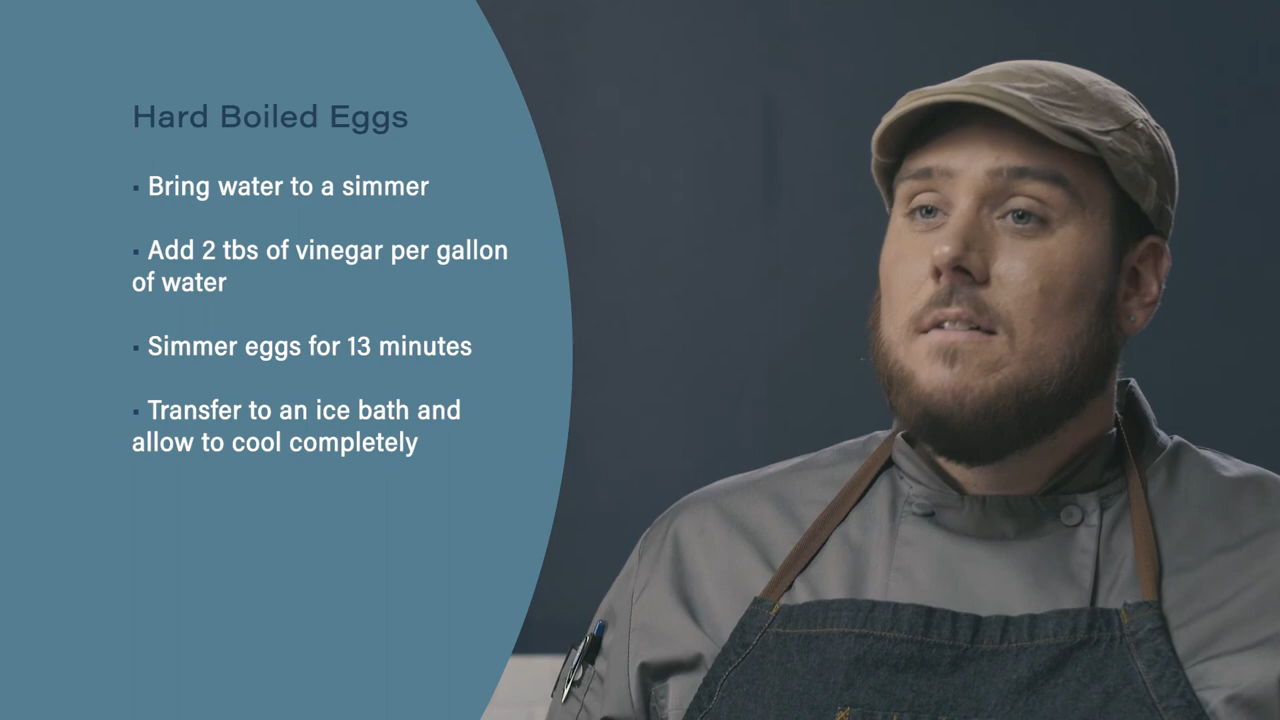 Hard Boiled Eggs
▪ Bring water to a simmer
▪ Add 2 tbs of vinegar per gallon
of water
▪ Simmer eggs for 13 minutes
▪ Transfer to an ice bath and
allow to cool completely